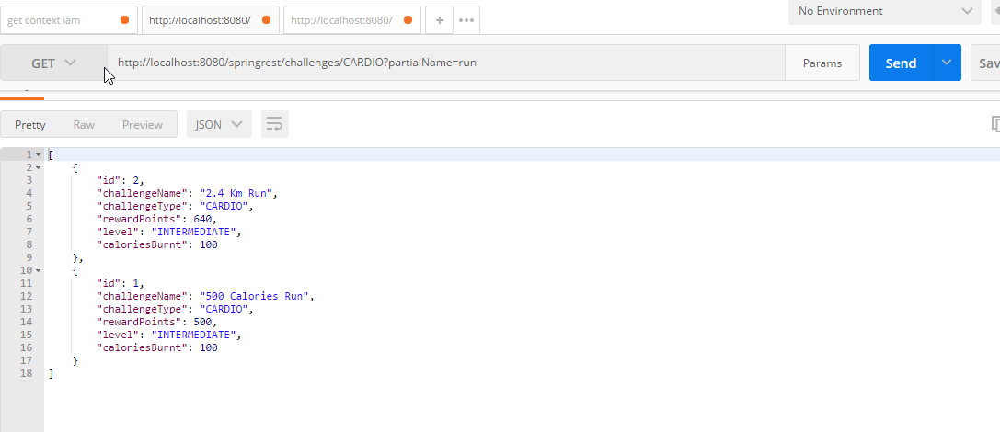 No Environment
get context iam
http://localhost:8080/
http://localhost:8080/
+
•••
GET
http://localhost:8080/springrest/challenges/CARDIO?partialName=run
Params
Send
Sav
Pretty
Raw
Preview
JSON
1 [
2 {
3 "id": 2,
4 "challengeName": "2.4 Km Run",
5 "challengeType": "CARDIO",
6 "rewardPoints": 640,
7 "level": "INTERMEDIATE",
8 "caloriesBurnt": 100
9 },
10 {
11 "id": 1,
12 "challengeName": "500 Calories Run",
13 "challengeType": "CARDIO",
14 "rewardPoints": 500,
15 "level": "INTERMEDIATE",
16 "caloriesBurnt": 100
17 }
18 ]